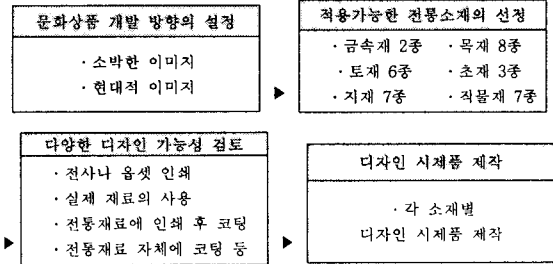 문화상품 개발 방향의 설정
· 소박한 이미지
· 현대적 이미지
적용가능한 전통소재의 선정
· 금속재 2종 · 목재 8종
· 토재 6종 · 초재 3종
· 지재 7종 · 직물재 7종
다양한 디자인 가능성 검토
· 전사나 옵셋 인쇄
· 실제 재료의 사용
· 전통재료에 인쇄 후 코팅
· 전통재료 자체에 코팅 등
디자인 시제품 제작
· 각 소재별
디자인 시제품 제작